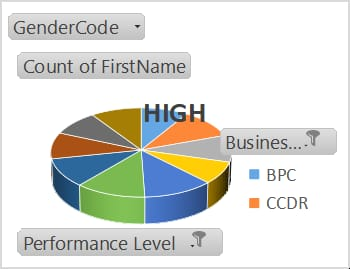 GenderCode
Count of FirstName
HIGH
Busines...
BPC
CCDR
Performance Level